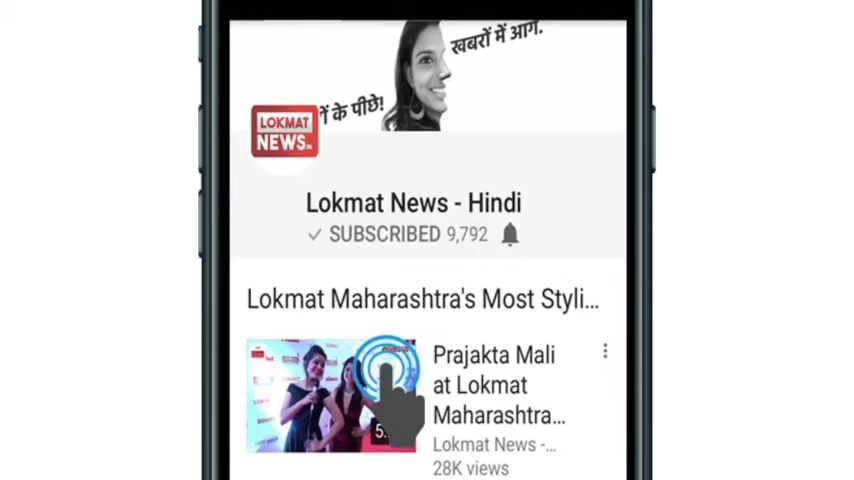 खबरों में आग.
के पीछे!
LOKMAT
NEWS.in
Lokmat News - Hindi
SUBSCRIBED 9,792
Lokmat Maharashtra's Most Styli...
Prajakta Mali
at Lokmat
Maharashtra...
Lokmat News -...
28K views